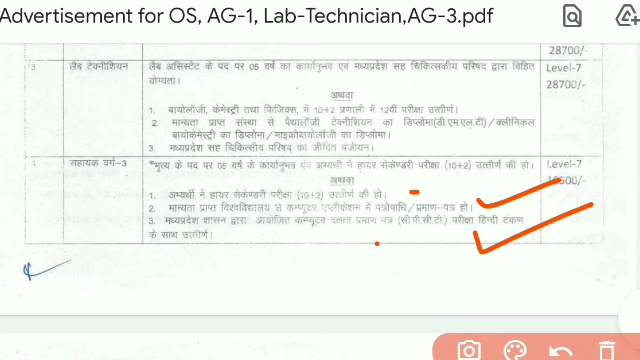 Advertisement for OS, AG-1, Lab-Technician,AG-3.pdf
28700/-
3 लैब टेक्नीशियन लैब असिस्टेंट के पद पर 05 वर्ष का कार्यानुभव एवं मध्यप्रदेश सह चिकित्सकीय परिषद द्वारा विहित Level-7
योग्यता। 28700/-
अथवा
1. बायोलॉजी, केमेस्ट्री तथा फिजिक्स, में 10+2 प्रणाली में 12वीं परीक्षा उत्तीर्ण।
2. मान्यता प्राप्त संस्था से पैथालॉजी टेक्नीशियन का डिप्लोमा(डी.एम.एल.टी)/क्लीनिकल
बायोकेमेस्ट्री का डिप्लोमा/माइक्रोबायोलॉजी का डिप्लोमा।
3. मध्यप्रदेश सह चिकित्सीय परिषद का जीवित पंजीयन।
सहायक वर्ग-3 *भृत्य के पद पर 05 वर्ष के कार्यानुभव एवं अभ्यर्थी ने हायर सेकेण्डरी परीक्षा (10+2) उत्तीर्ण की हो। Level-7
अथवा 500/-
1. अभ्यर्थी ने हायर सेकेण्डरी परीक्षा (10+2) उत्तीर्ण की हो।
2. मान्यता प्राप्त विश्वविद्यालय से कम्प्यूटर एप्लीकेशन में पत्रोपाधि/प्रमाण-पत्र हो।
3. मध्यप्रदेश शासन द्वारा आयोजित कम्प्यूटर दक्षता प्रमाण पत्र (सी.पी.सी.टी.) परीक्षा हिन्दी टंकण
के साथ उत्तीर्ण।